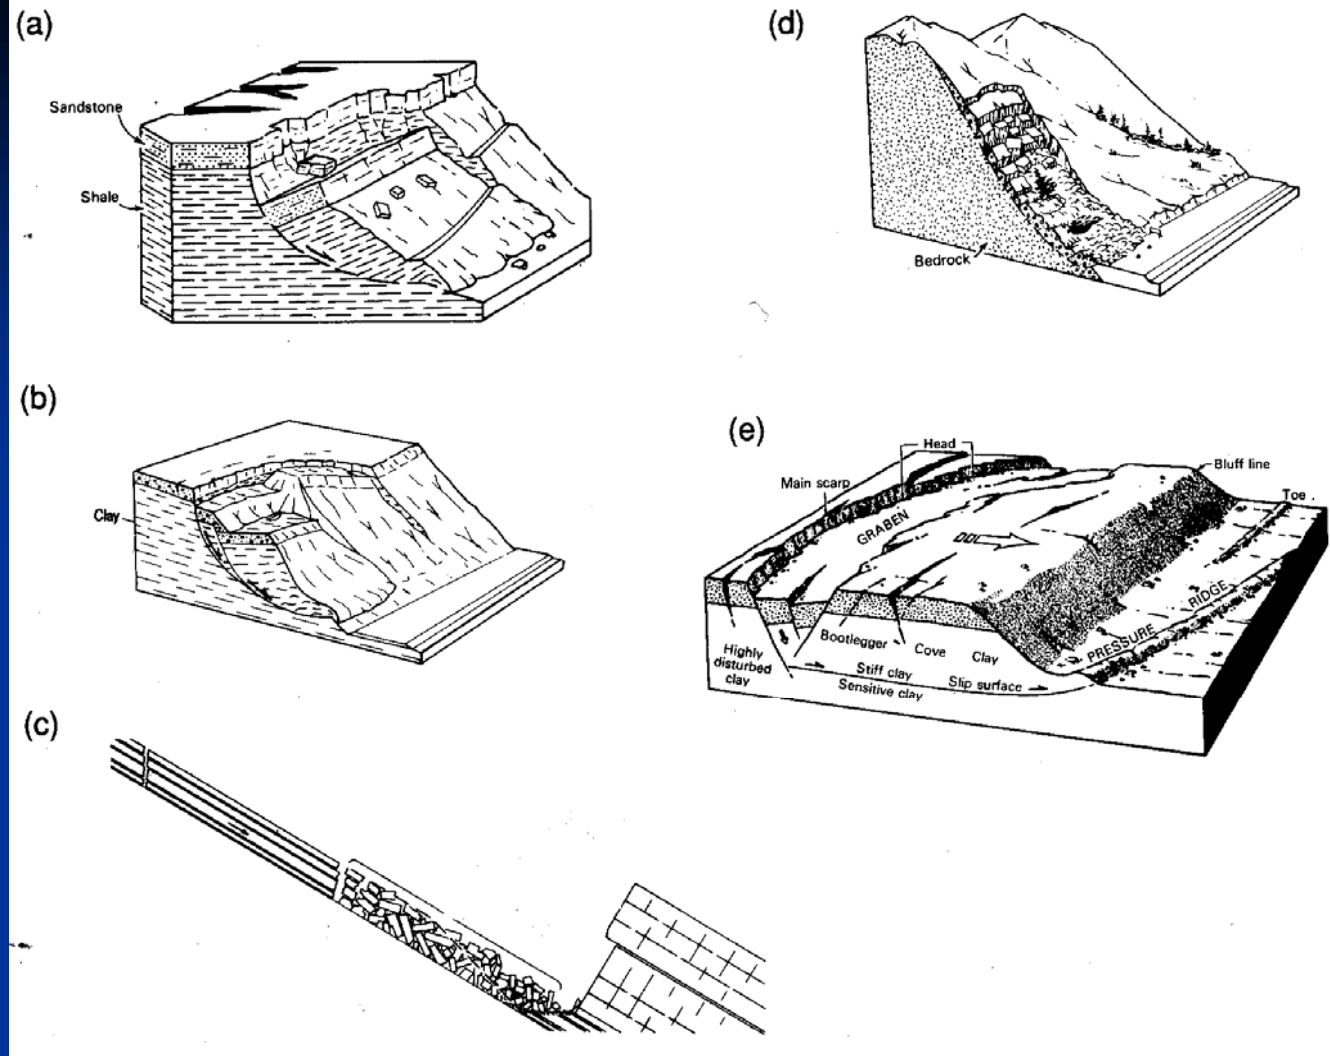 (a)
Sandstone
Shale
(b)
Clay
(c)
(d)
Bedrock
(e)
Head
Main scarp
Bluff line
Toe
GRABEN
PRESSURE RIDGE
Bootlegger Cove Clay
Highly
disturbed
clay
Stiff clay
Sensitive clay
Slip surface